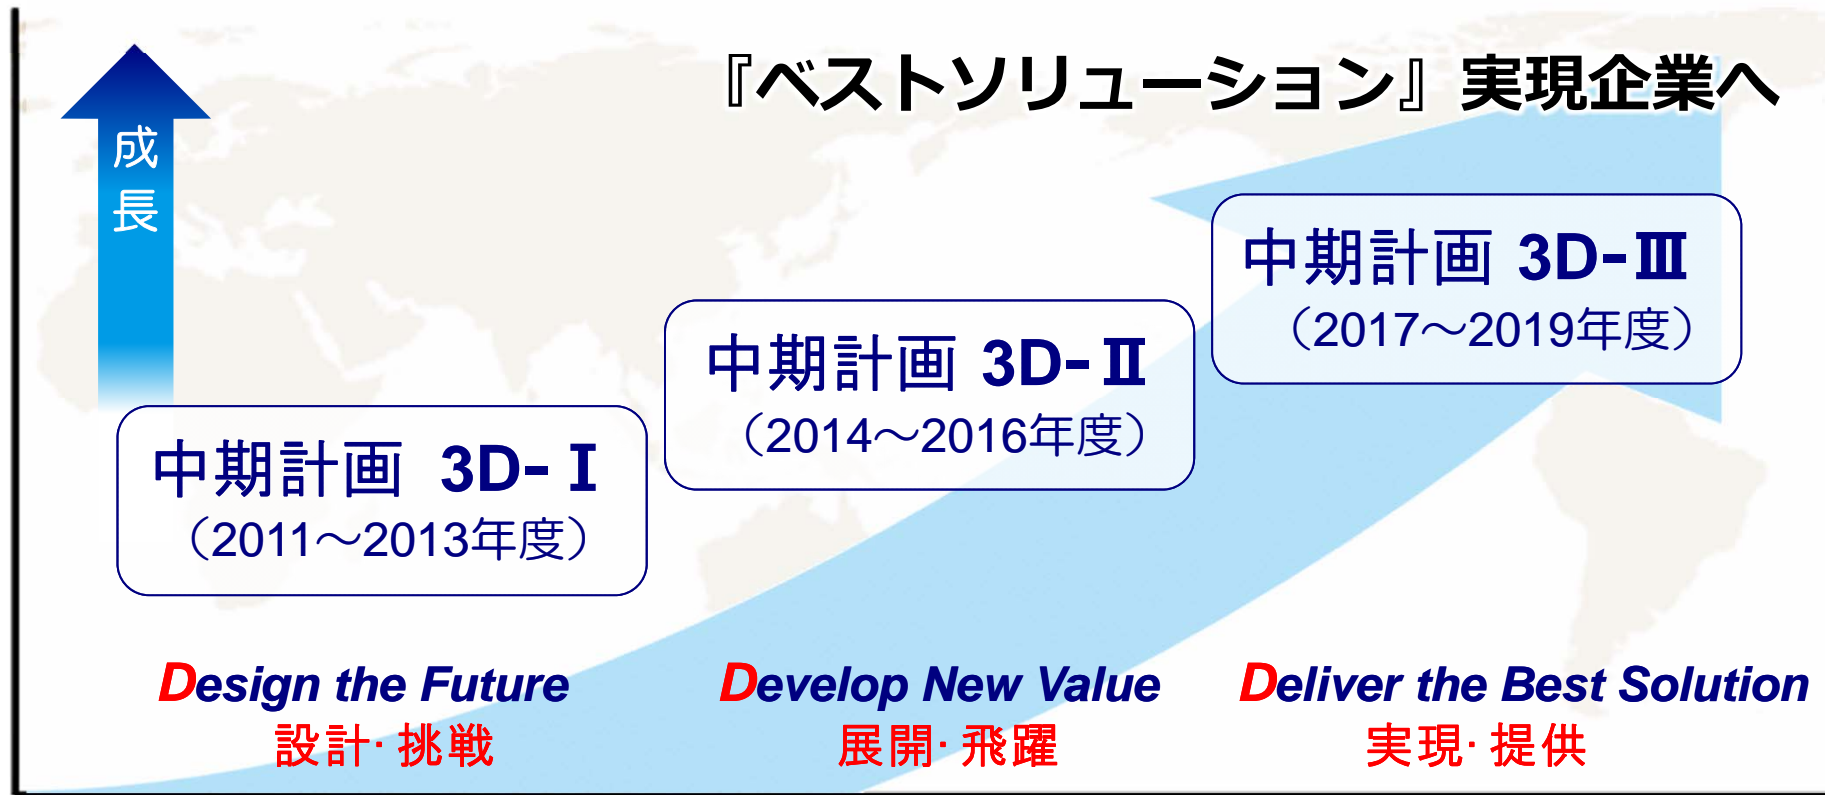 『ベストソリューション』実現企業へ
成長
中期計画 3D-Ⅰ
（2011～2013年度）
中期計画 3D-Ⅱ
（2014～2016年度）
中期計画 3D-Ⅲ
（2017～2019年度）
Design the Future
設計・挑戦
Develop New Value
展開・飛躍
Deliver the Best Solution
実現・提供